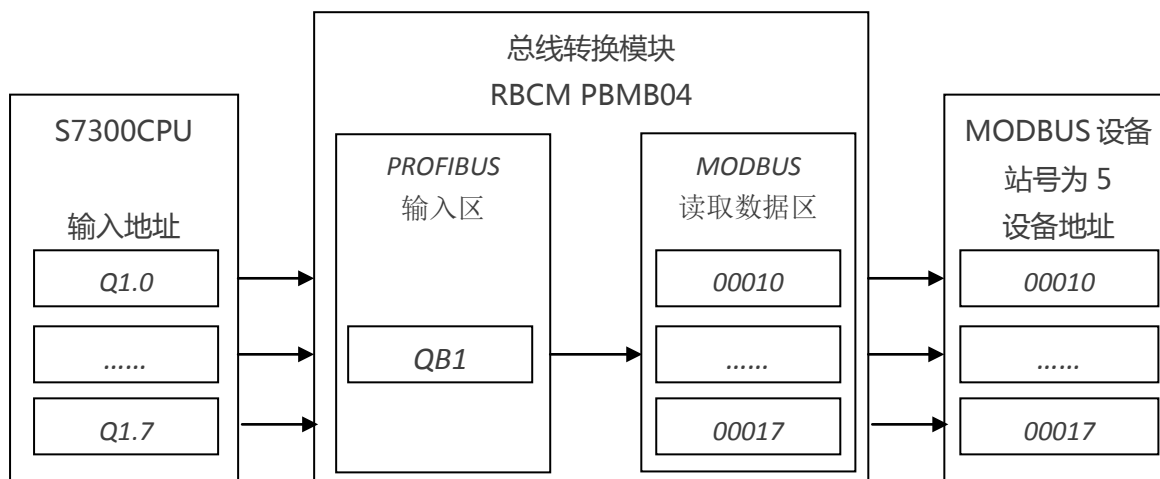 总线转换模块
RBCM PBMB04
S7300CPU
输入地址
Q1.0
……
Q1.7
PROFIBUS
输入区
QB1
MODBUS
读取数据区
00010
……
00017
MODBUS 设备
站号为 5
设备地址
00010
……
00017